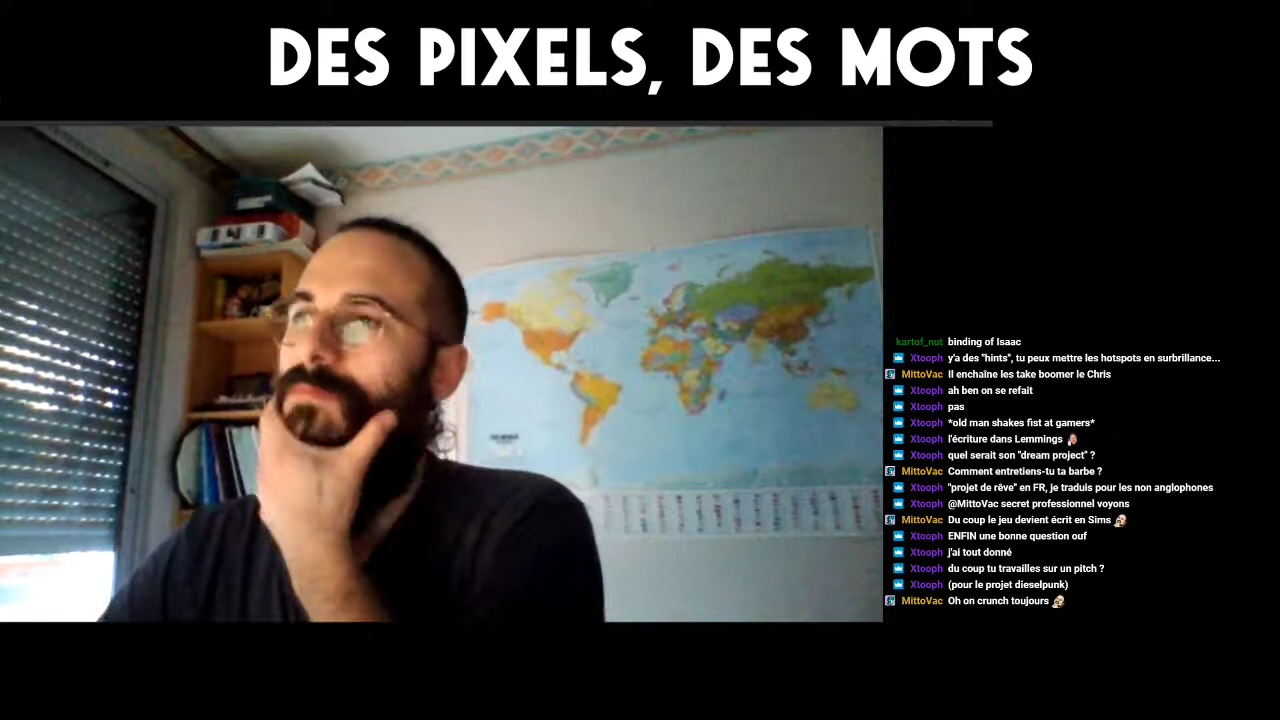 DES PIXELS, DES MOTS
kartof_nut binding of Isaac
Xtooph y'a des "hints", tu peux mettre les hotspots en surbrillance...
MittoVac Il enchaîne les take boomer le Chris
Xtooph ah ben on se refait
Xtooph pas
Xtooph *old man shakes fist at gamers*
Xtooph l'écriture dans Lemmings
Xtooph quel serait son "dream project" ?
MittoVac Comment entretiens-tu ta barbe ?
Xtooph "projet de rêve" en FR, je traduis pour les non anglophones
Xtooph @MittoVac secret professionnel voyons
MittoVac Du coup le jeu devient écrit en Sims
Xtooph ENFIN une bonne question ouf
Xtooph j'ai tout donné
Xtooph du coup tu travailles sur un pitch ?
Xtooph (pour le projet dieselpunk)
MittoVac Oh on crunch toujours